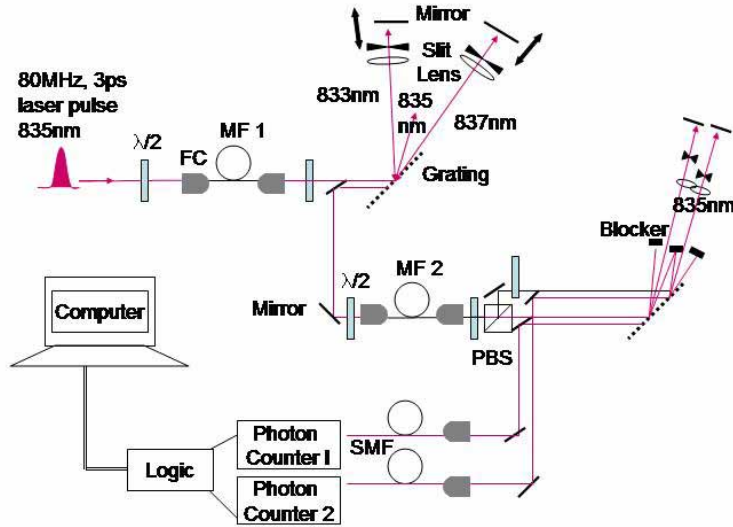 Mirror
Slit
Lens
80MHz, 3ps
laser pulse
835nm
833nm
835
nm
837nm
λ/2
MF 1
FC
Grating
835nm
Blocker
λ/2
MF 2
Mirror
PBS
Computer
SMF
Photon
Counter I
Logic
Photon
Counter 2